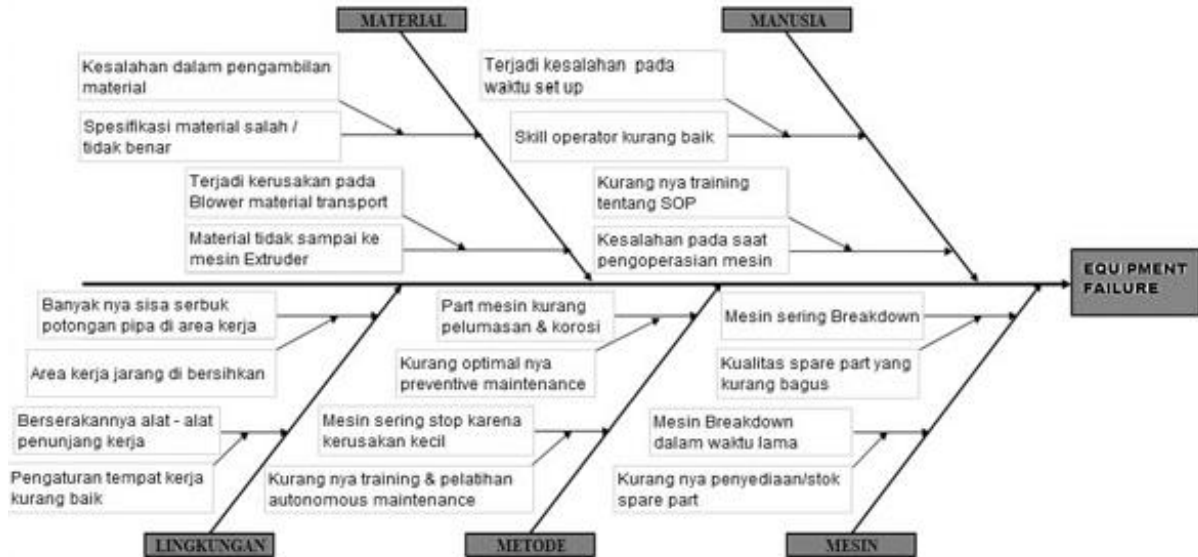 MATERIAL
MANUSIA
Kesalahan dalam pengambilan
material
Spesifikasi material salah /
tidak benar
Terjadi kerusakan pada
Blower material transport
Material tidak sampai ke
mesin Extruder
Terjadi kesalahan pada
waktu set up
Skill operator kurang baik
Kurang nya training
tentang SOP
Kesalahan pada saat
pengoperasian mesin
EQUIPMENT
FAILURE
Banyak nya sisa serbuk
potongan pipa di area kerja
Area kerja jarang di bersihkan
Berserakannya alat - alat
penunjang kerja
Pengaturan tempat kerja
kurang baik
Part mesin kurang
pelumasan & korosi
Kurang optimal nya
preventive maintenance
Mesin sering stop karena
kerusakan kecil
Kurang nya training & pelatihan
autonomous maintenance
Mesin sering Breakdown
Kualitas spare part yang
kurang bagus
Mesin Breakdown
dalam waktu lama
Kurang nya penyediaan/stok
spare part
LINGKUNGAN
METODE
MESIN